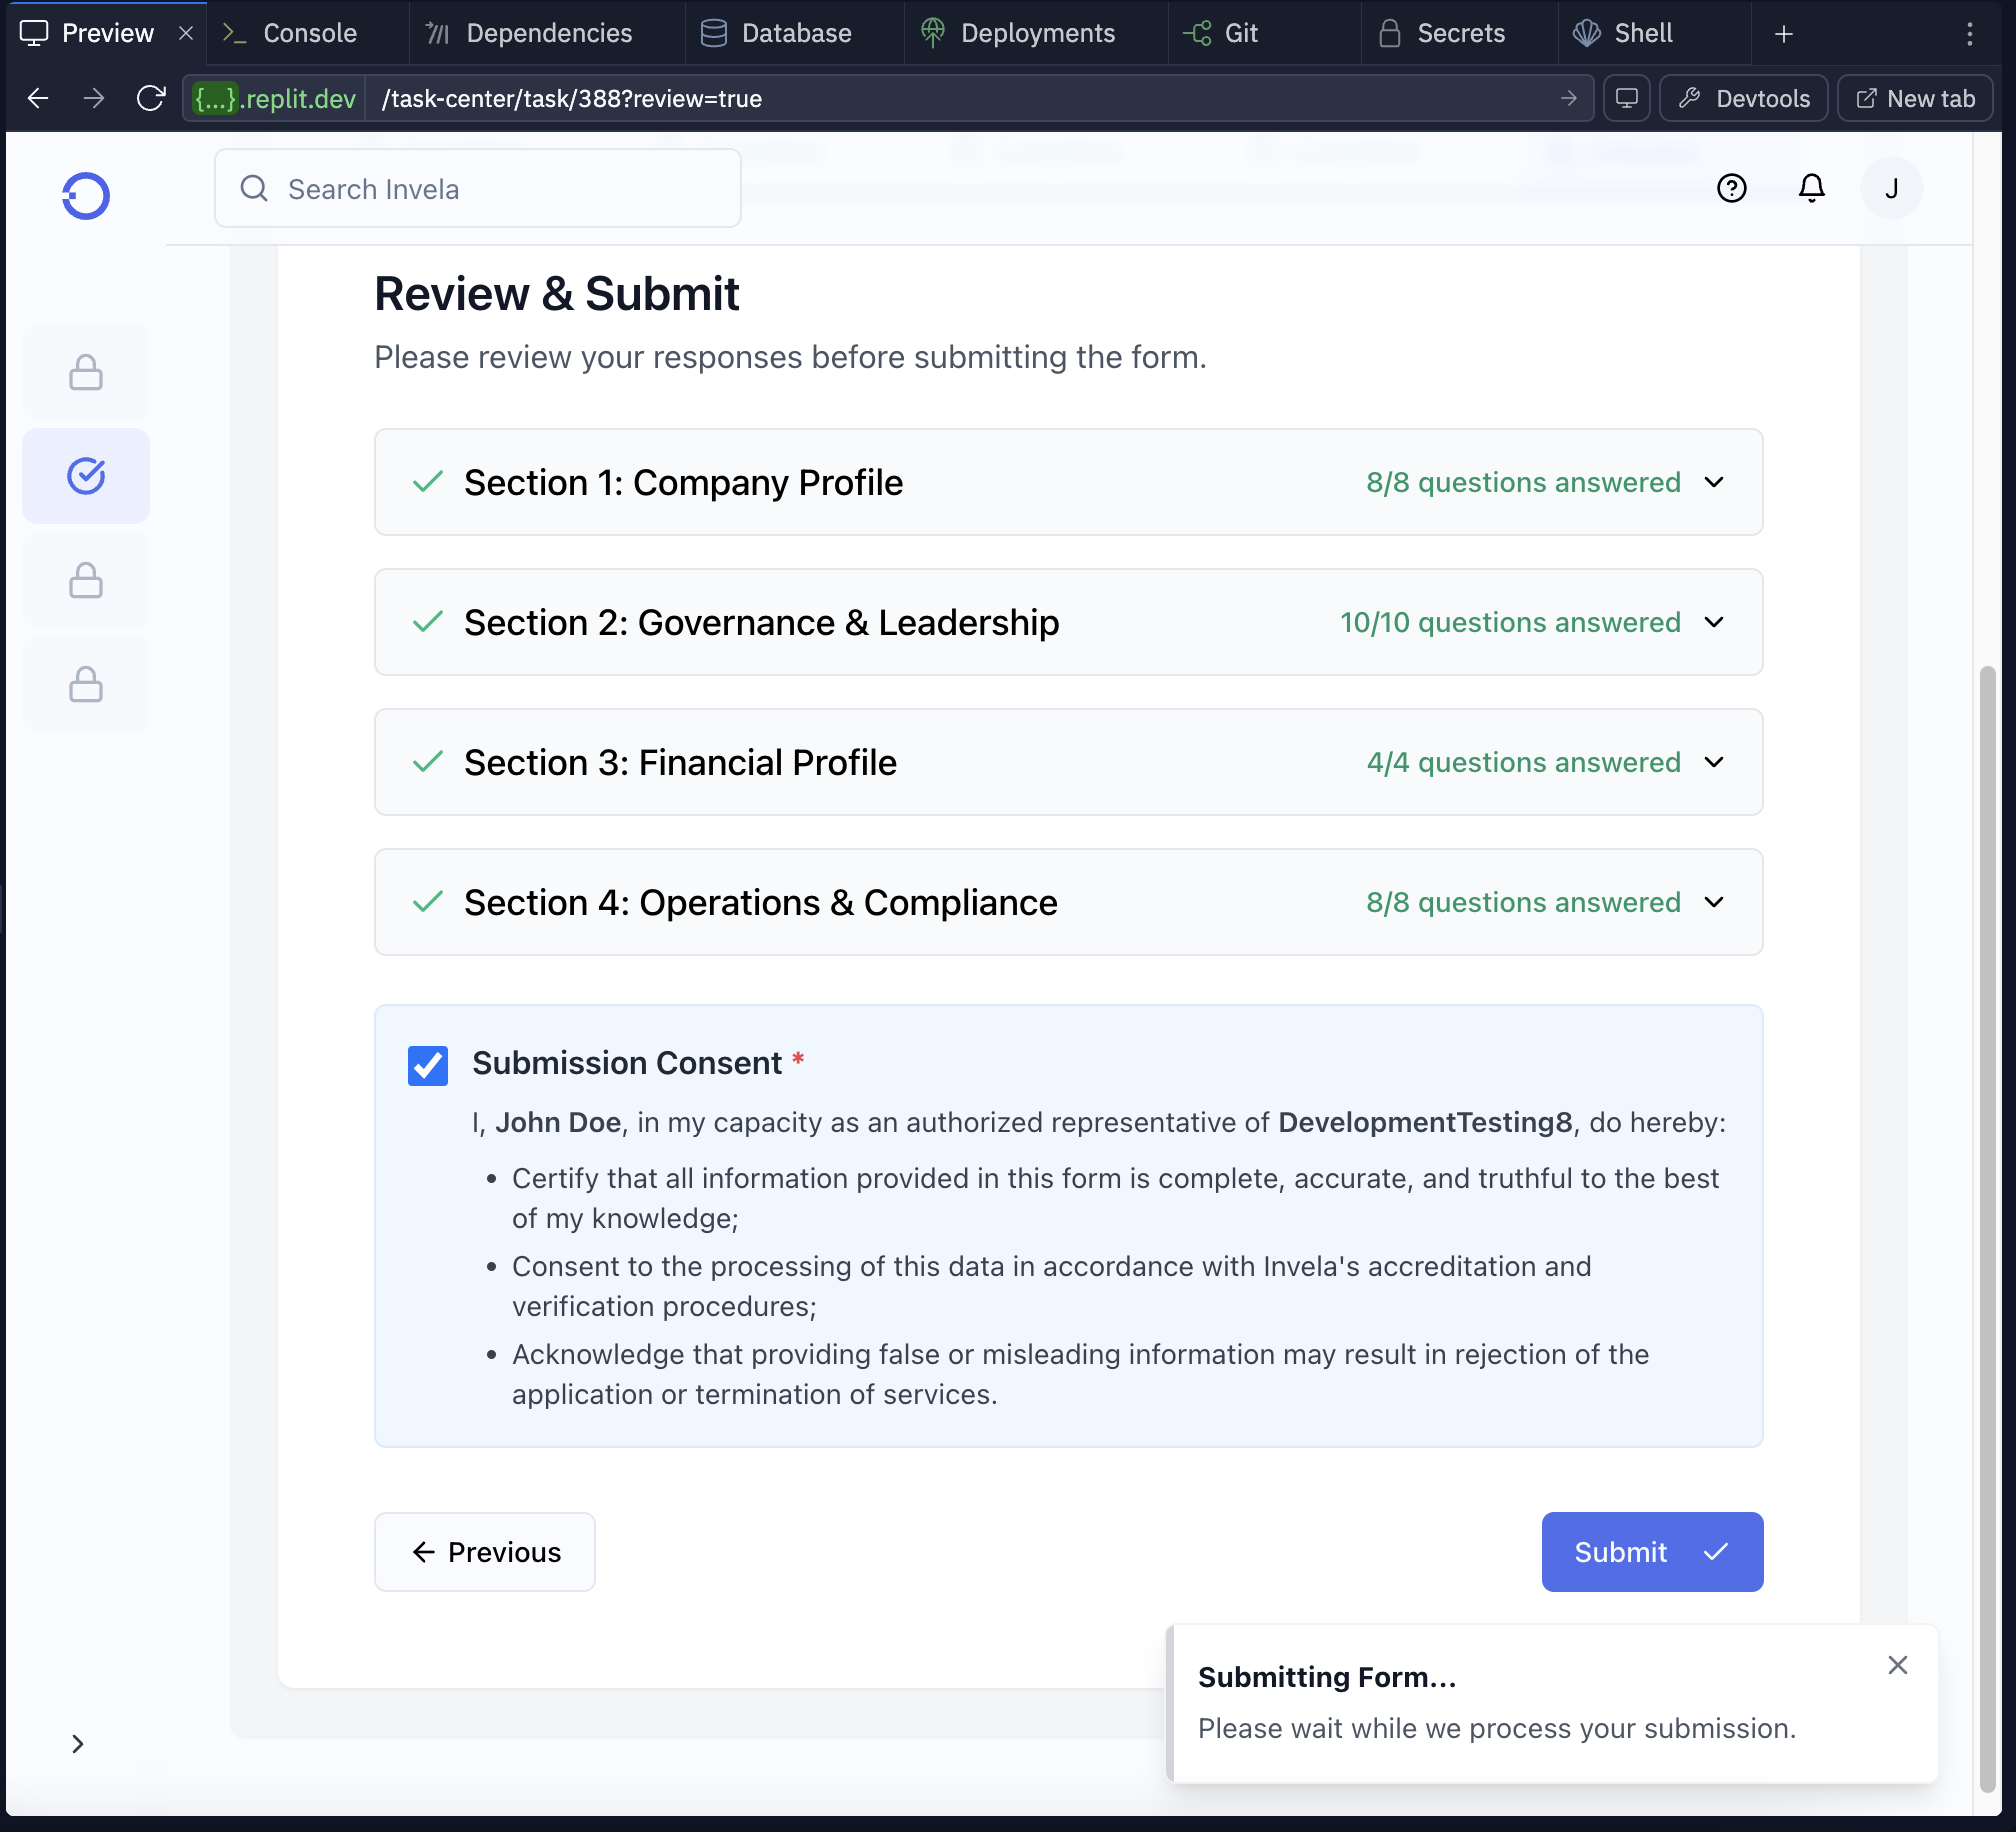 Preview
Console
Dependencies
Database
Deployments
Git
Secrets
Shell
{...}.replit.dev /task-center/task/388?review=true
Devtools
New tab
Search Invela
J
Review & Submit
Please review your responses before submitting the form.
Section 1: Company Profile 8/8 questions answered
Section 2: Governance & Leadership 10/10 questions answered
Section 3: Financial Profile 4/4 questions answered
Section 4: Operations & Compliance 8/8 questions answered
Submission Consent *
I, John Doe, in my capacity as an authorized representative of DevelopmentTesting8, do hereby:
• Certify that all information provided in this form is complete, accurate, and truthful to the best
of my knowledge;
• Consent to the processing of this data in accordance with Invela's accreditation and
verification procedures;
• Acknowledge that providing false or misleading information may result in rejection of the
application or termination of services.
Previous
Submit
Submitting Form...
Please wait while we process your submission.